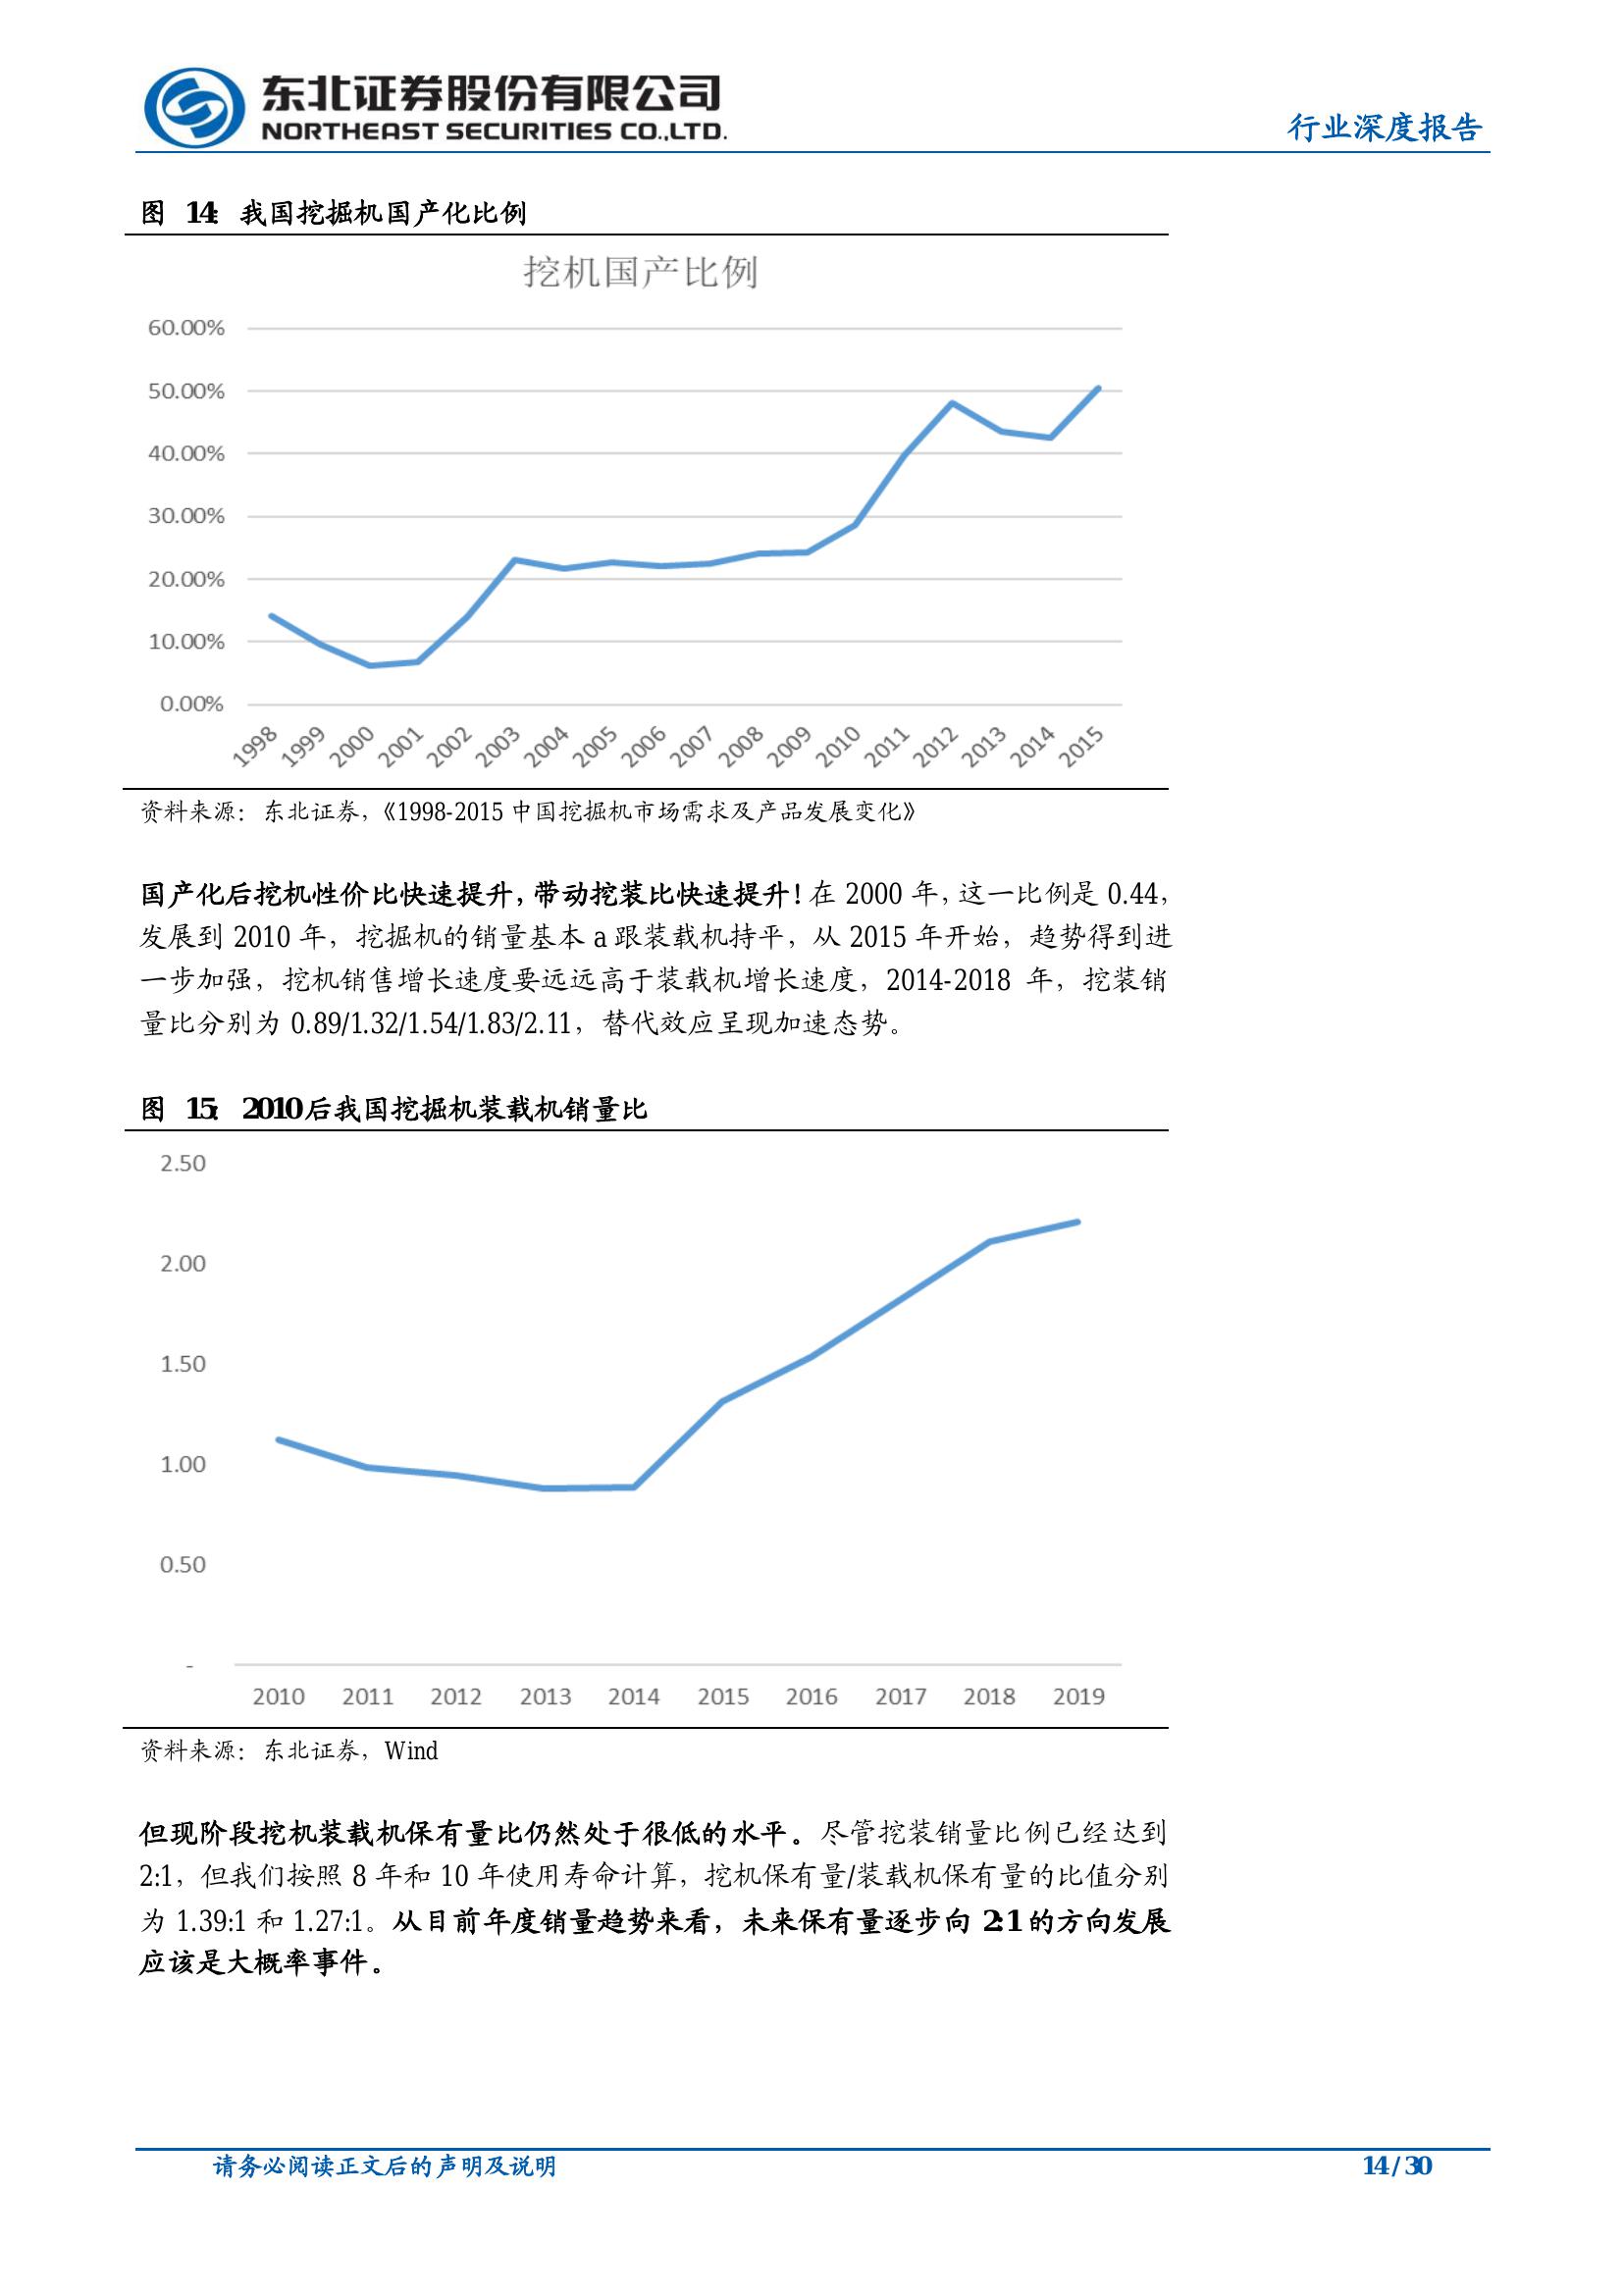 东北证券股份有限公司
NORTHEAST SECURITIES CO.,LTD.
行业深度报告
图 14: 我国挖掘机国产化比例
挖机国产比例
60.00%
50.00%
40.00%
30.00%
20.00%
10.00%
0.00%
1998 1999 2000 2001 2002 2003 2004 2005 2006 2007 2008 2009 2010 2011 2012 2013 2014 2015
资料来源：东北证券，《1998-2015 中国挖掘机市场需求及产品发展变化》
国产化后挖机性价比快速提升，带动挖装比快速提升！在 2000 年，这一比例是 0.44，
发展到 2010 年，挖掘机的销量基本 a 跟装载机持平，从 2015 年开始，趋势得到进
一步加强，挖机销售增长速度要远远高于装载机增长速度，2014-2018 年，挖装销
量比分别为 0.89/1.32/1.54/1.83/2.11，替代效应呈现加速态势。
图 15: 2010后我国挖掘机装载机销量比
2.50
2.00
1.50
1.00
0.50
-
2010 2011 2012 2013 2014 2015 2016 2017 2018 2019
资料来源：东北证券，Wind
但现阶段挖机装载机保有量比仍然处于很低的水平。尽管挖装销量比例已经达到
2:1，但我们按照 8 年和 10 年使用寿命计算，挖机保有量/装载机保有量的比值分别
为 1.39:1 和 1.27:1。从目前年度销量趋势来看，未来保有量逐步向 2:1 的方向发展
应该是大概率事件。
请务必阅读正文后的声明及说明
14 / 30